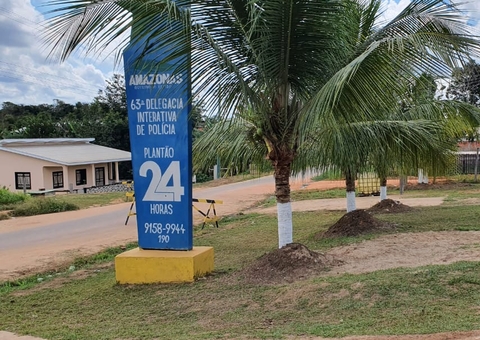 AMAZONAS
63ª DELEGACIA
INTERATIVA
DE POLÍCIA
PLANTÃO
24
HORAS
9158-9944
190